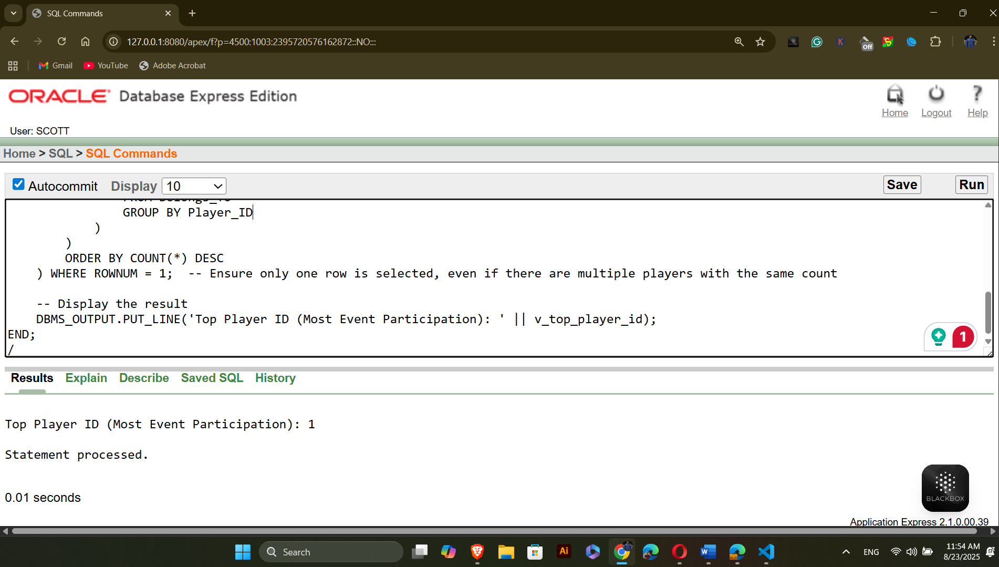 SQL Commands
127.0.0.1:8080/apex/f?p=4500:1003:2395720576162872::NO:::
Off
Gmail
YouTube
Adobe Acrobat
ORACLE Database Express Edition
Home
Logout
Help
User: SCOTT
Home > SQL > SQL Commands
Autocommit
Display
10
Save
Run
GROUP BY Player_ID
)
)
ORDER BY COUNT(*) DESC
) WHERE ROWNUM = 1;  -- Ensure only one row is selected, even if there are multiple players with the same count
-- Display the result
DBMS_OUTPUT.PUT_LINE('Top Player ID (Most Event Participation): ' || v_top_player_id);
END;
/
1
Results
Explain
Describe
Saved SQL
History
Top Player ID (Most Event Participation): 1
Statement processed.
0.01 seconds
BLACKBOX
Application Express 2.1.0.00.39
Search
Ai
ENG
11:54 AM
8/23/2025